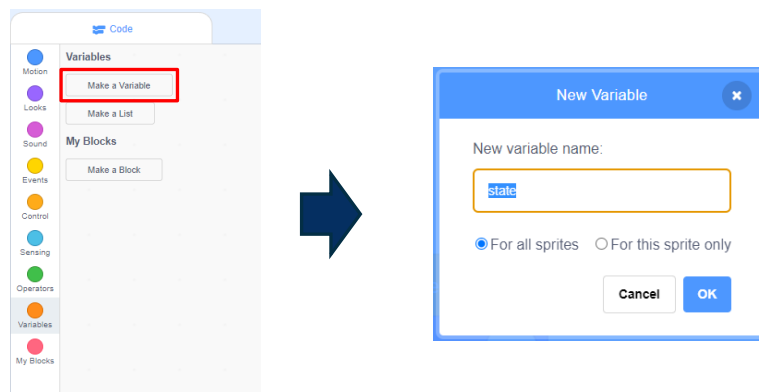 Code
Variables
Make a Variable
Make a List
My Blocks
Make a Block
Motion
Looks
Sound
Events
Control
Sensing
Operators
Variables
My Blocks
New Variable
New variable name:
state
For all sprites For this sprite only
Cancel OK